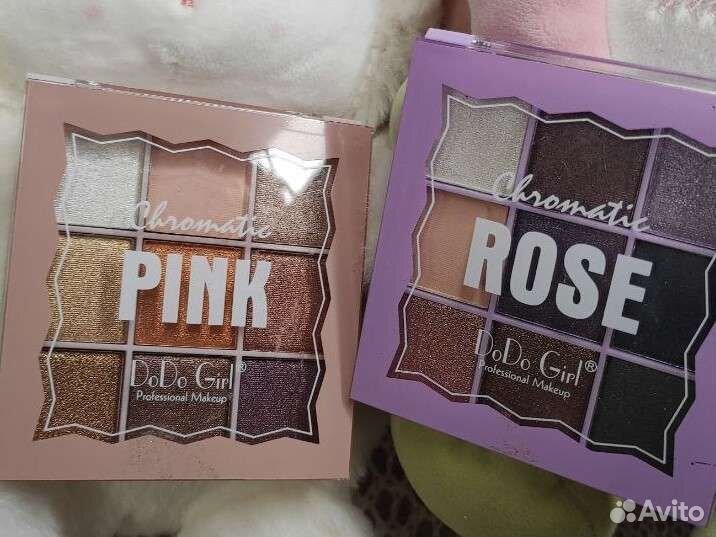 Chromatic
PINK
DoDo Girl®
Professional Makeup
Chromatic
ROSE
DoDo Girl®
Professional Makeup
Avito